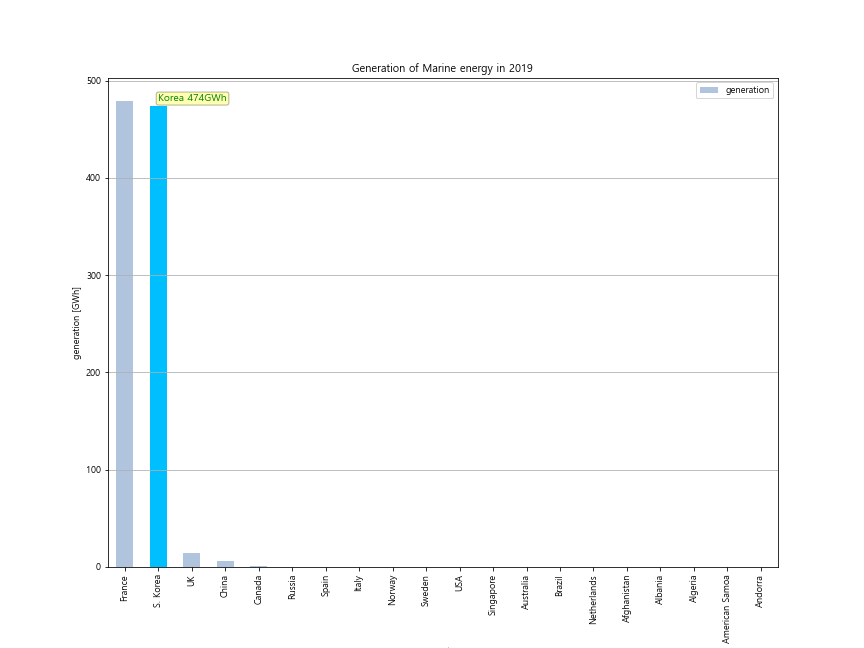 Generation of Marine energy in 2019
generation
Korea 474GWh
generation [GWh]
500
400
300
200
100
0
France
S. Korea
UK
China
Canada
Russia
Spain
Italy
Norway
Sweden
USA
Singapore
Australia
Brazil
Netherlands
Afghanistan
Albania
Algeria
American Samoa
Andorra